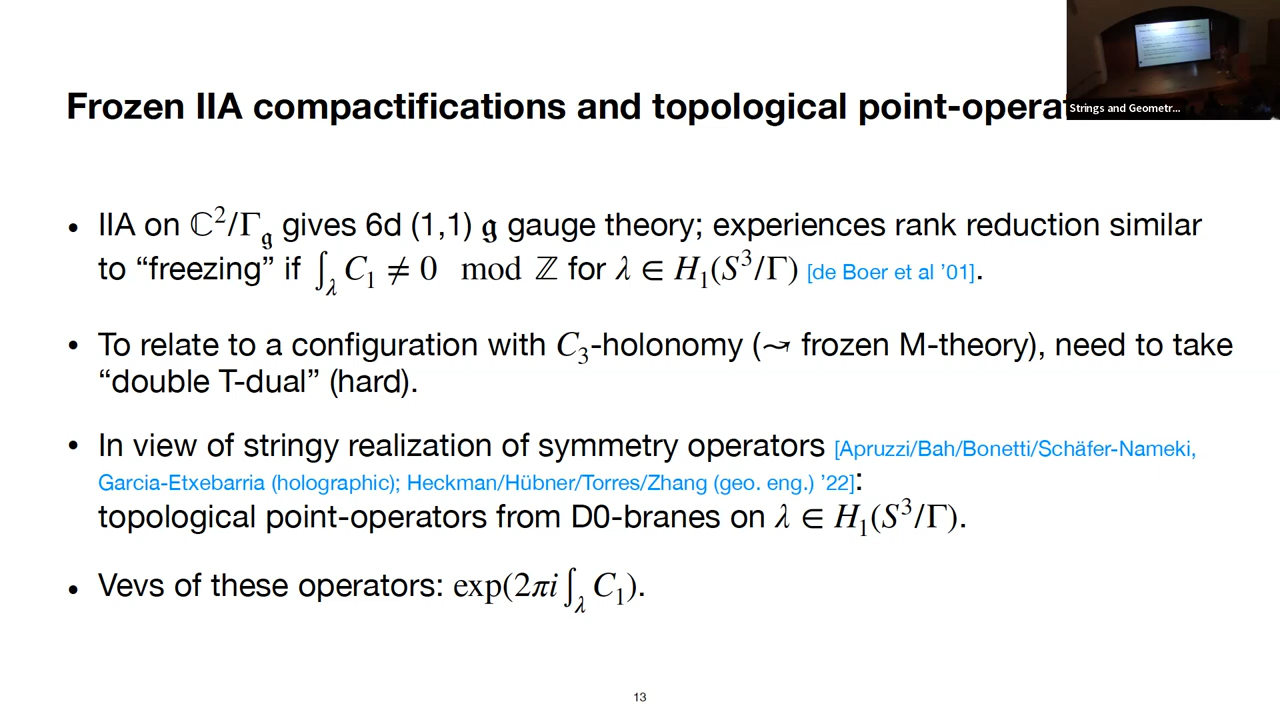 Frozen IIA compactifications and topological point-opera
Strings and Geometr...
• IIA on ℂ²/Γ_𝔤 gives 6d (1,1) 𝔤 gauge theory; experiences rank reduction similar
to “freezing” if ∫_λ C₁ ≠ 0 mod ℤ for λ ∈ H₁(S³/Γ) [de Boer et al ’01].
• To relate to a configuration with C₃-holonomy (⤳ frozen M-theory), need to take
“double T-dual” (hard).
• In view of stringy realization of symmetry operators [Apruzzi/Bah/Bonetti/Schäfer-Nameki,
Garcia-Etxebarria (holographic); Heckman/Hübner/Torres/Zhang (geo. eng.) ’22]:
topological point-operators from D0-branes on λ ∈ H₁(S³/Γ).
• Vevs of these operators: exp(2πi ∫_λ C₁).
13